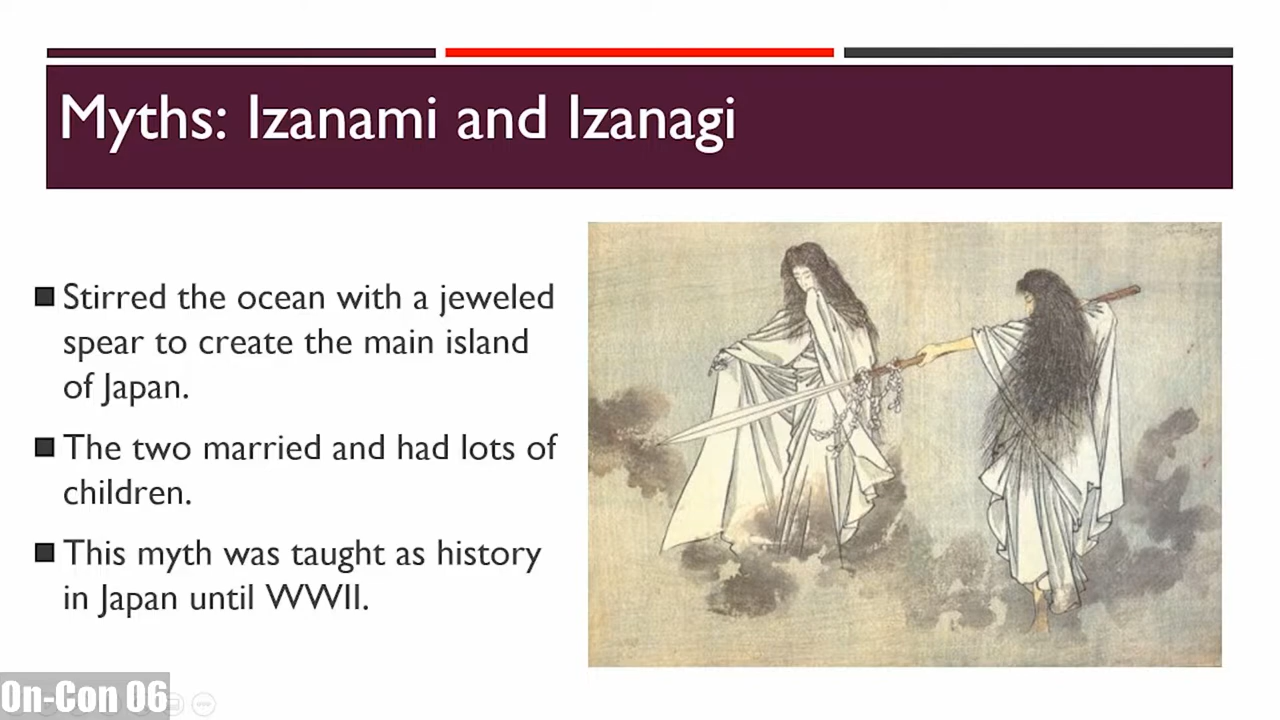 Myths: Izanami and Izanagi
Stirred the ocean with a jeweled
spear to create the main island
of Japan.
The two married and had lots of
children.
This myth was taught as history
in Japan until WWII.
On-Con 06